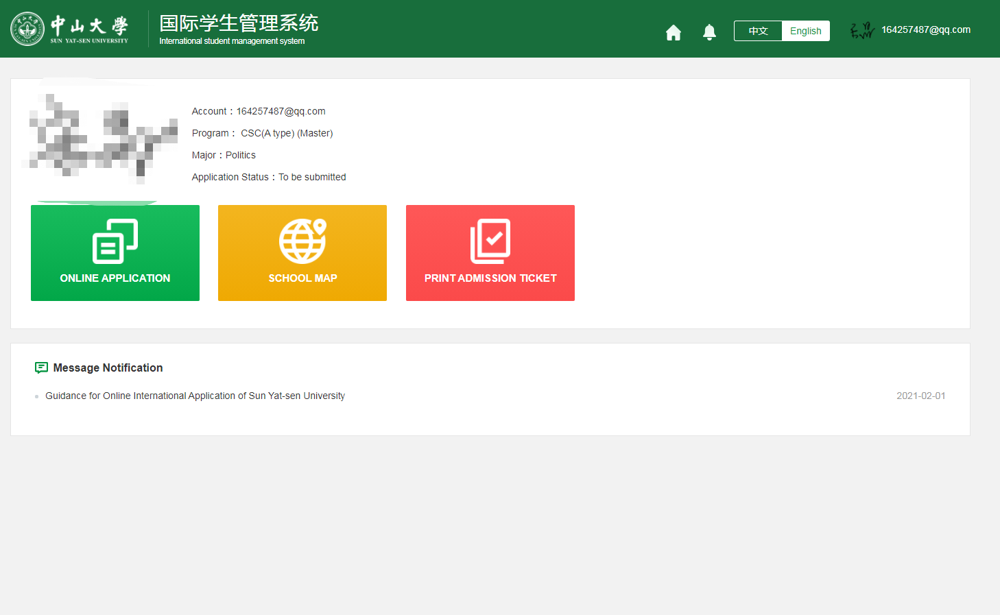 中山大學
SUN YAT-SEN UNIVERSITY
国际学生管理系统
International student management system
中文
English
164257487@qq.com
Account：164257487@qq.com
Program： CSC(A type) (Master)
Major：Politics
Application Status：To be submitted
ONLINE APPLICATION
SCHOOL MAP
PRINT ADMISSION TICKET
Message Notification
Guidance for Online International Application of Sun Yat-sen University
2021-02-01